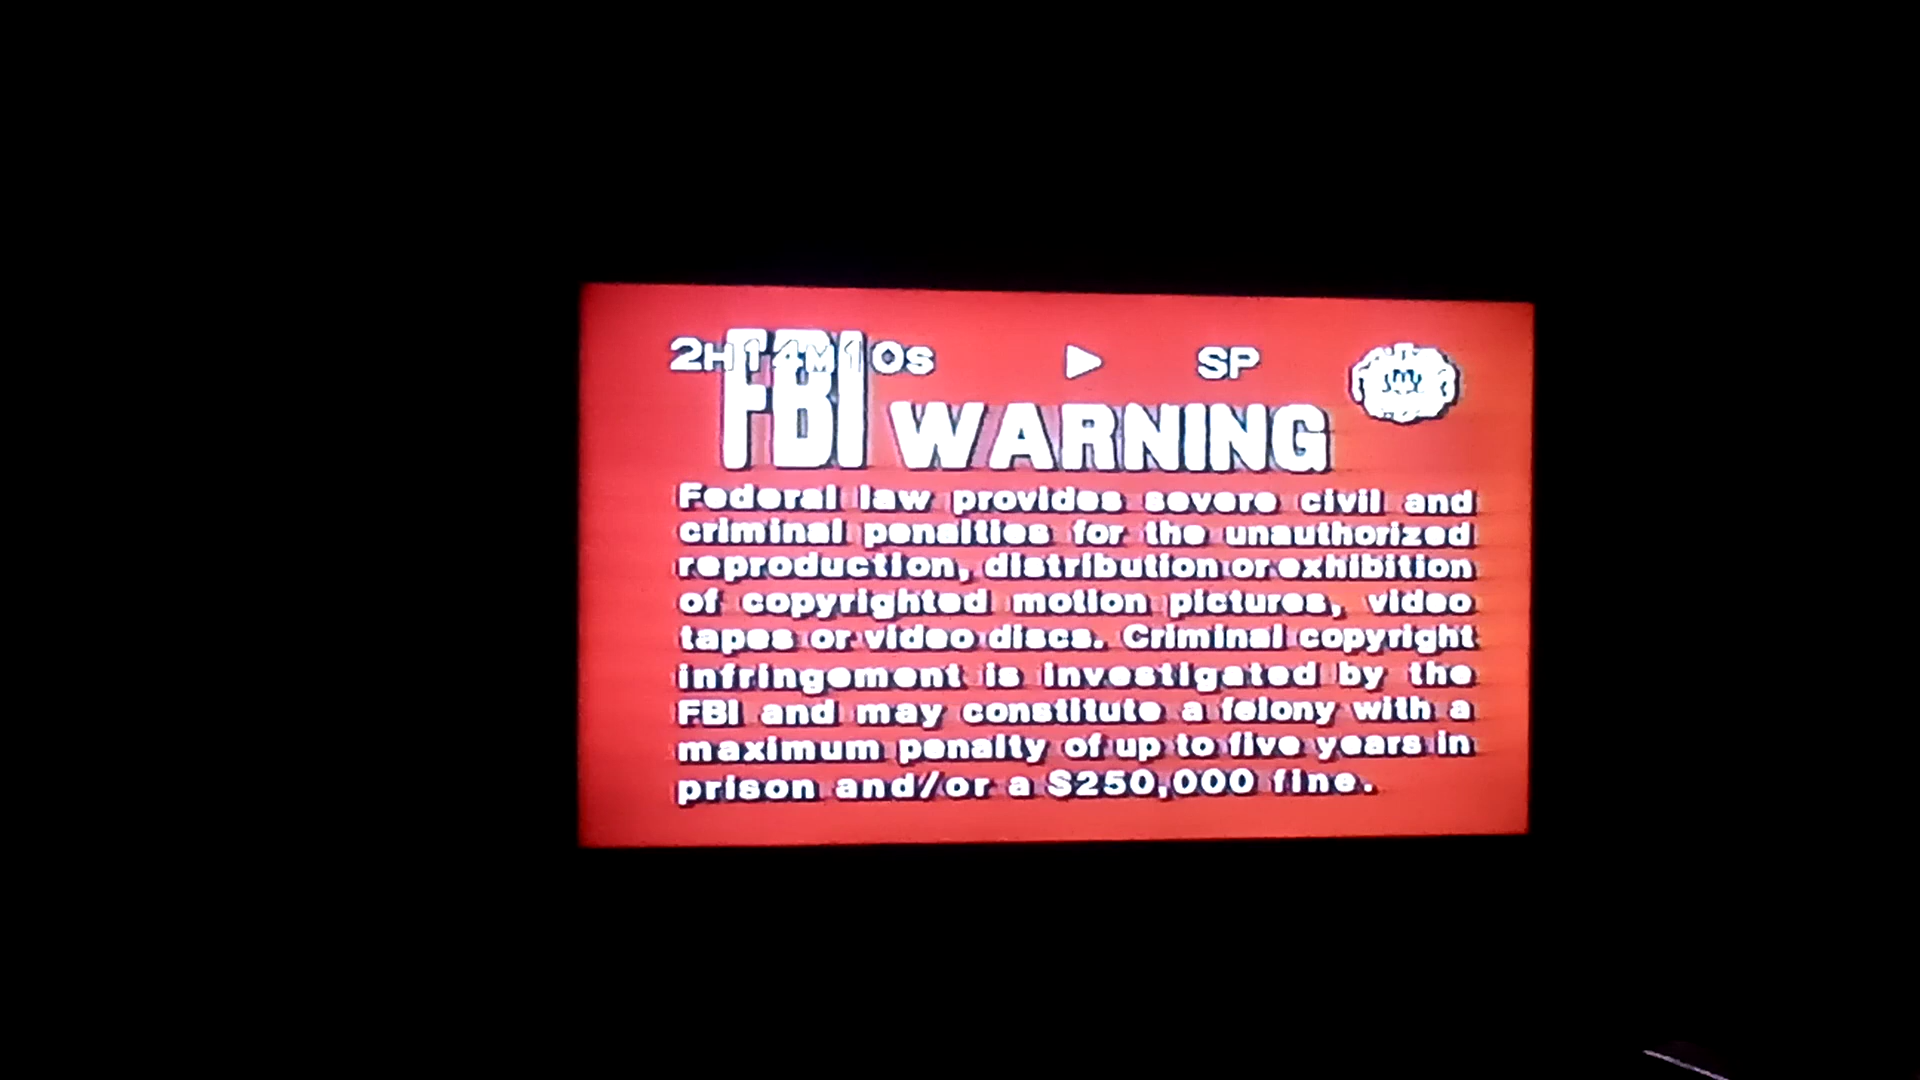 2H14M10S ▶ SP
FBI WARNING
Federal law provides severe civil and
criminal penalties for the unauthorized
reproduction, distribution or exhibition
of copyrighted motion pictures, video
tapes or video discs. Criminal copyright
infringement is investigated by the
FBI and may constitute a felony with a
maximum penalty of up to five years in
prison and/or a $250,000 fine.